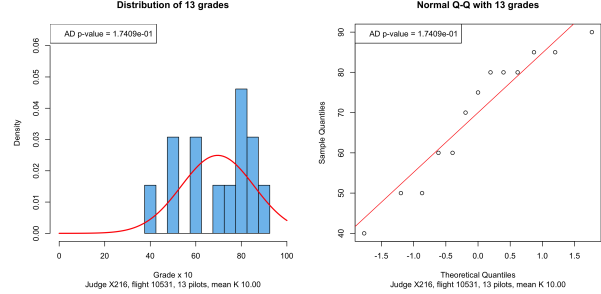 Distribution of 13 grades
AD p-value = 1.7409e-01
Density
0.00 0.01 0.02 0.03 0.04 0.05 0.06
0 20 40 60 80 100
Grade x 10
Judge X216, flight 10531, 13 pilots, mean K 10.00
Normal Q-Q with 13 grades
AD p-value = 1.7409e-01
Sample Quantiles
40 50 60 70 80 90
-1.5 -1.0 -0.5 0.0 0.5 1.0 1.5
Theoretical Quantiles
Judge X216, flight 10531, 13 pilots, mean K 10.00